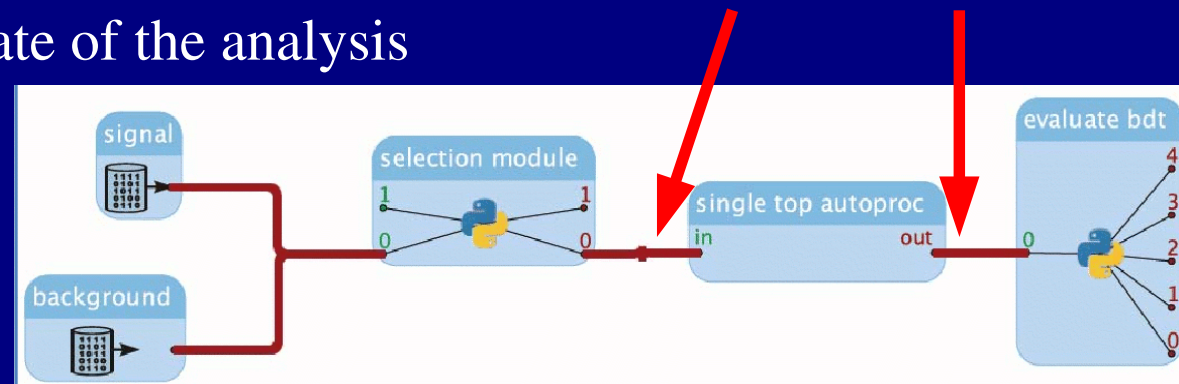 ate of the analysis
signal
background
selection module
1 1
0 0
single top autoproc
in out
evaluate bdt
4
3
0 2
1
0